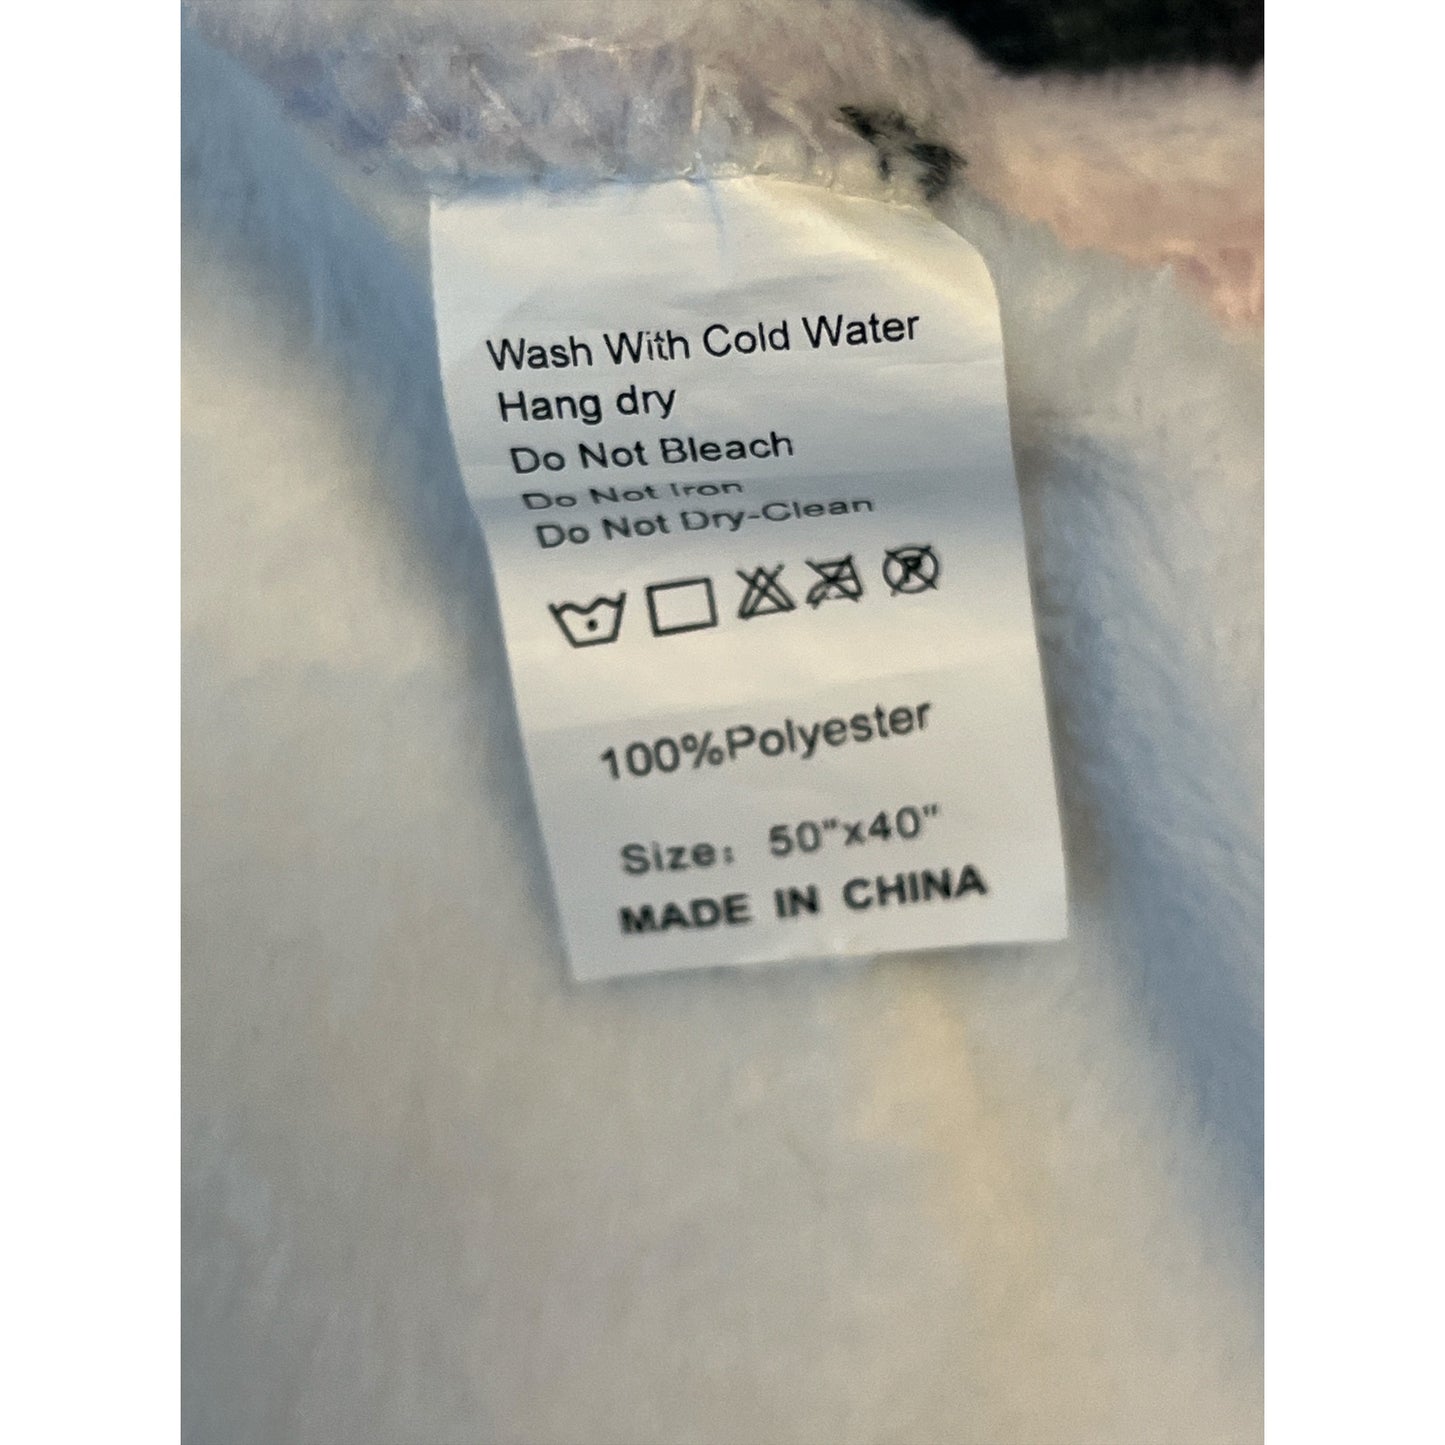 Wash With Cold Water
Hang dry
Do Not Bleach
Do Not Iron
Do Not Dry-Clean
100%Polyester
Size: 50"x40"
MADE IN CHINA